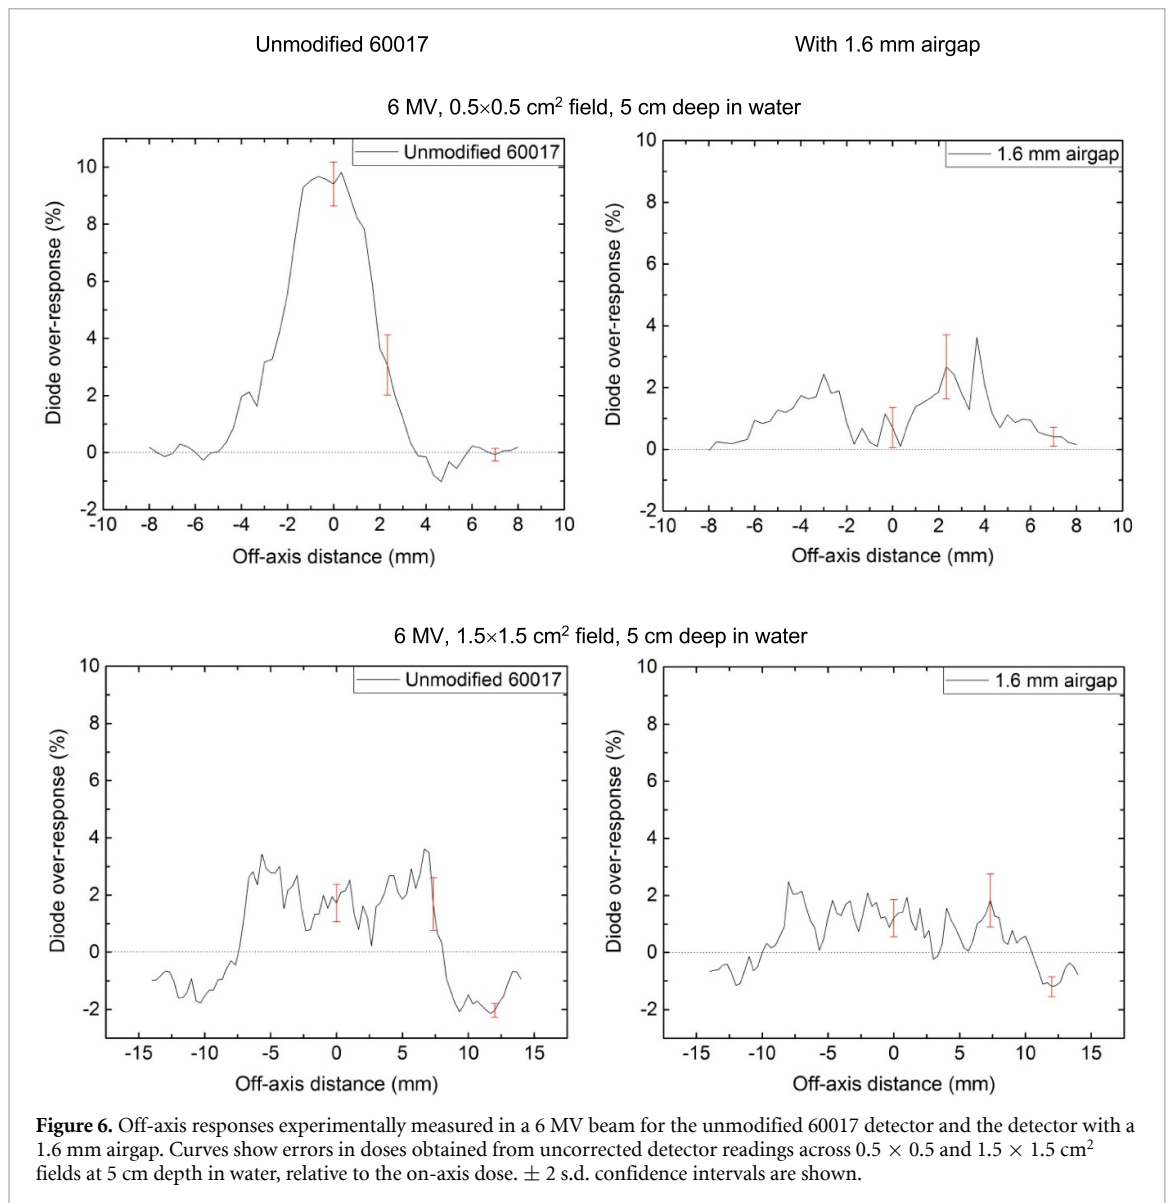 Unmodified 60017
With 1.6 mm airgap
6 MV, 0.5×0.5 cm² field, 5 cm deep in water
Unmodified 60017
Diode over-response (%)
10
8
6
4
2
0
-2
-10 -8 -6 -4 -2 0 2 4 6 8 10
Off-axis distance (mm)
1.6 mm airgap
Diode over-response (%)
10
8
6
4
2
0
-2
-10 -8 -6 -4 -2 0 2 4 6 8 10
Off-axis distance (mm)
6 MV, 1.5×1.5 cm² field, 5 cm deep in water
Unmodified 60017
Diode over-response (%)
10
8
6
4
2
0
-2
-15 -10 -5 0 5 10 15
Off-axis distance (mm)
1.6 mm airgap
Diode over-response (%)
10
8
6
4
2
0
-2
-15 -10 -5 0 5 10 15
Off-axis distance (mm)
Figure 6. Off-axis responses experimentally measured in a 6 MV beam for the unmodified 60017 detector and the detector with a
1.6 mm airgap. Curves show errors in doses obtained from uncorrected detector readings across 0.5 × 0.5 and 1.5 × 1.5 cm²
fields at 5 cm depth in water, relative to the on-axis dose. ± 2 s.d. confidence intervals are shown.